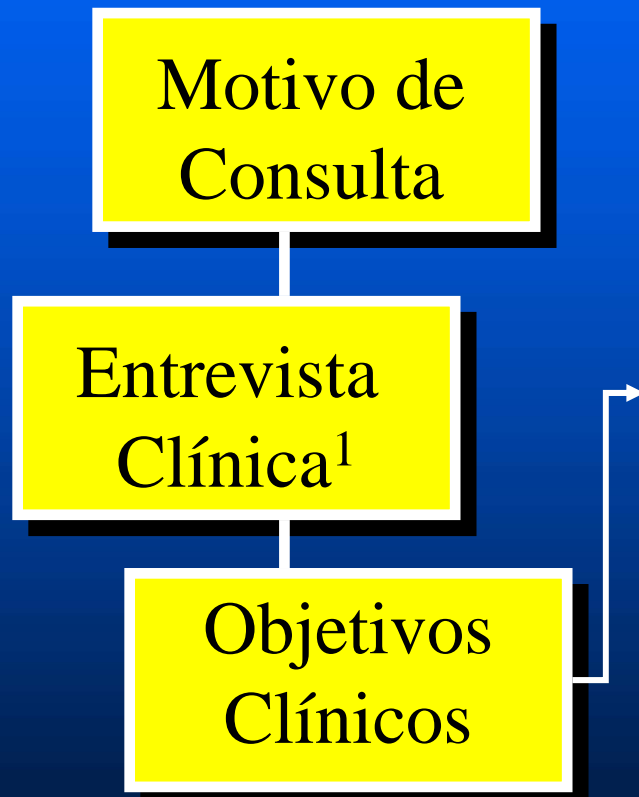 Motivo de
Consulta
Entrevista
Clínica¹
Objetivos
Clínicos